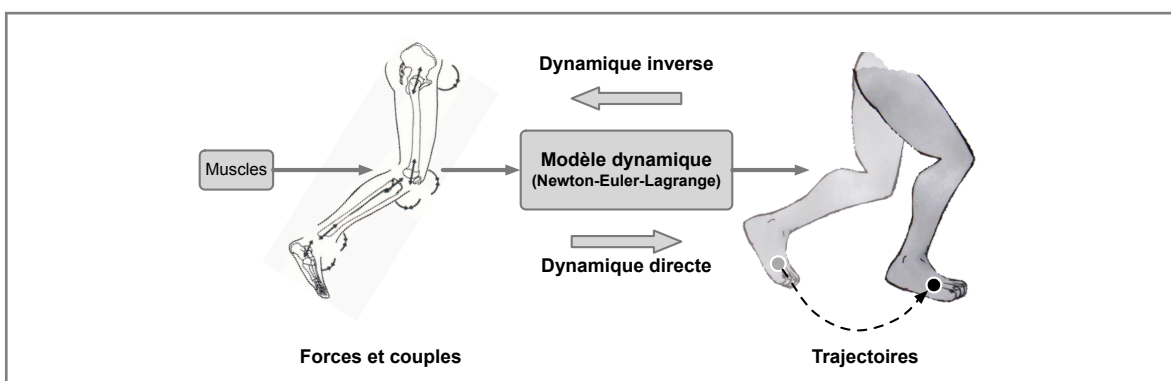 Dynamique inverse
Muscles
Modèle dynamique
(Newton-Euler-Lagrange)
Dynamique directe
Forces et couples
Trajectoires